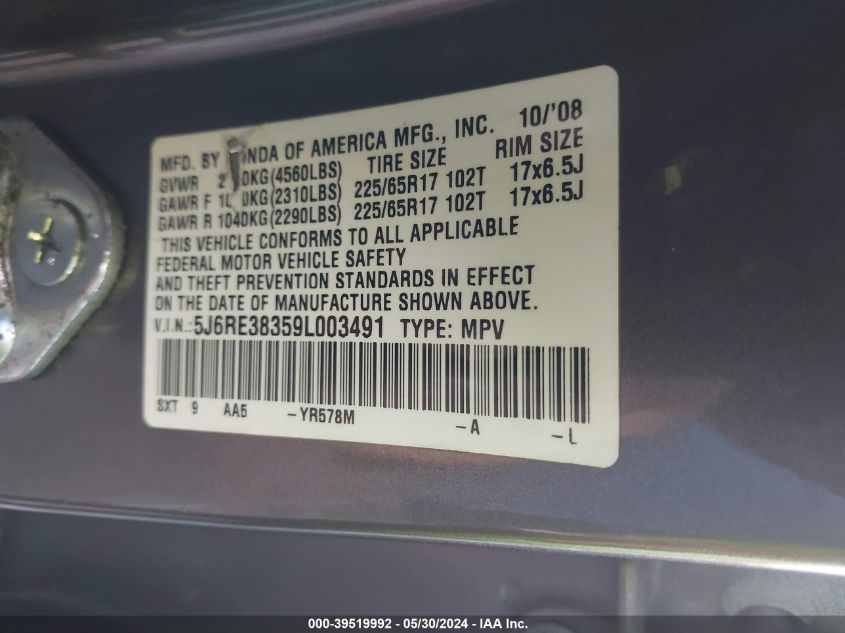 MFD. BY ONDA OF AMERICA MFG., INC. 10/'08
GVWR (4560LBS) TIRE SIZE RIM SIZE
GAWR F (2310LBS) 225/65R17 102T 17x6.5J
GAWR R 1040KG(2290LBS) 225/65R17 102T 17x6.5J
THIS VEHICLE CONFORMS TO ALL APPLICABLE
FEDERAL MOTOR VEHICLE SAFETY
AND THEFT PREVENTION STANDARDS IN EFFECT
ON THE DATE OF MANUFACTURE SHOWN ABOVE.
V.I.N.:5J6RE38359L003491 TYPE: MPV
SXT 9 AA5 -YR578M -A -L
000-39519992 - 05/30/2024 - IAA Inc.